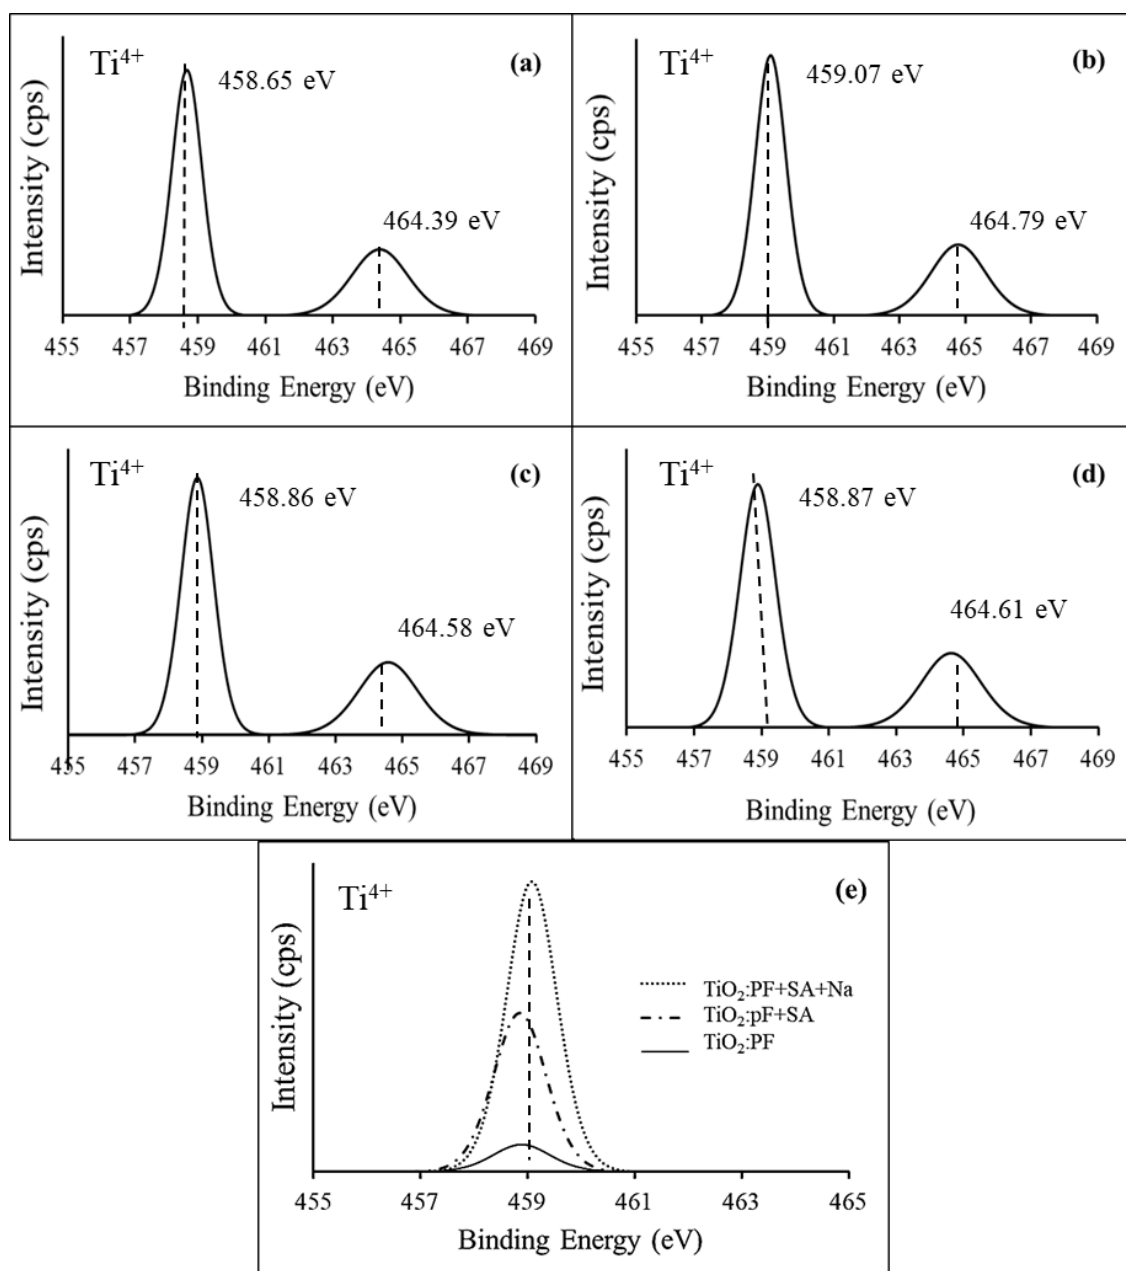 Ti⁴⁺
(a)
458.65 eV
464.39 eV
Intensity (cps)
455 457 459 461 463 465 467 469
Binding Energy (eV)
Ti⁴⁺
(b)
459.07 eV
464.79 eV
Intensity (cps)
455 457 459 461 463 465 467 469
Binding Energy (eV)
Ti⁴⁺
(c)
458.86 eV
464.58 eV
Intensity (cps)
455 457 459 461 463 465 467 469
Binding Energy (eV)
Ti⁴⁺
(d)
458.87 eV
464.61 eV
Intensity (cps)
455 457 459 461 463 465 467 469
Binding Energy (eV)
Ti⁴⁺
(e)
TiO₂:PF+SA+Na
TiO₂:pF+SA
TiO₂:PF
Intensity (cps)
455 457 459 461 463 465
Binding Energy (eV)